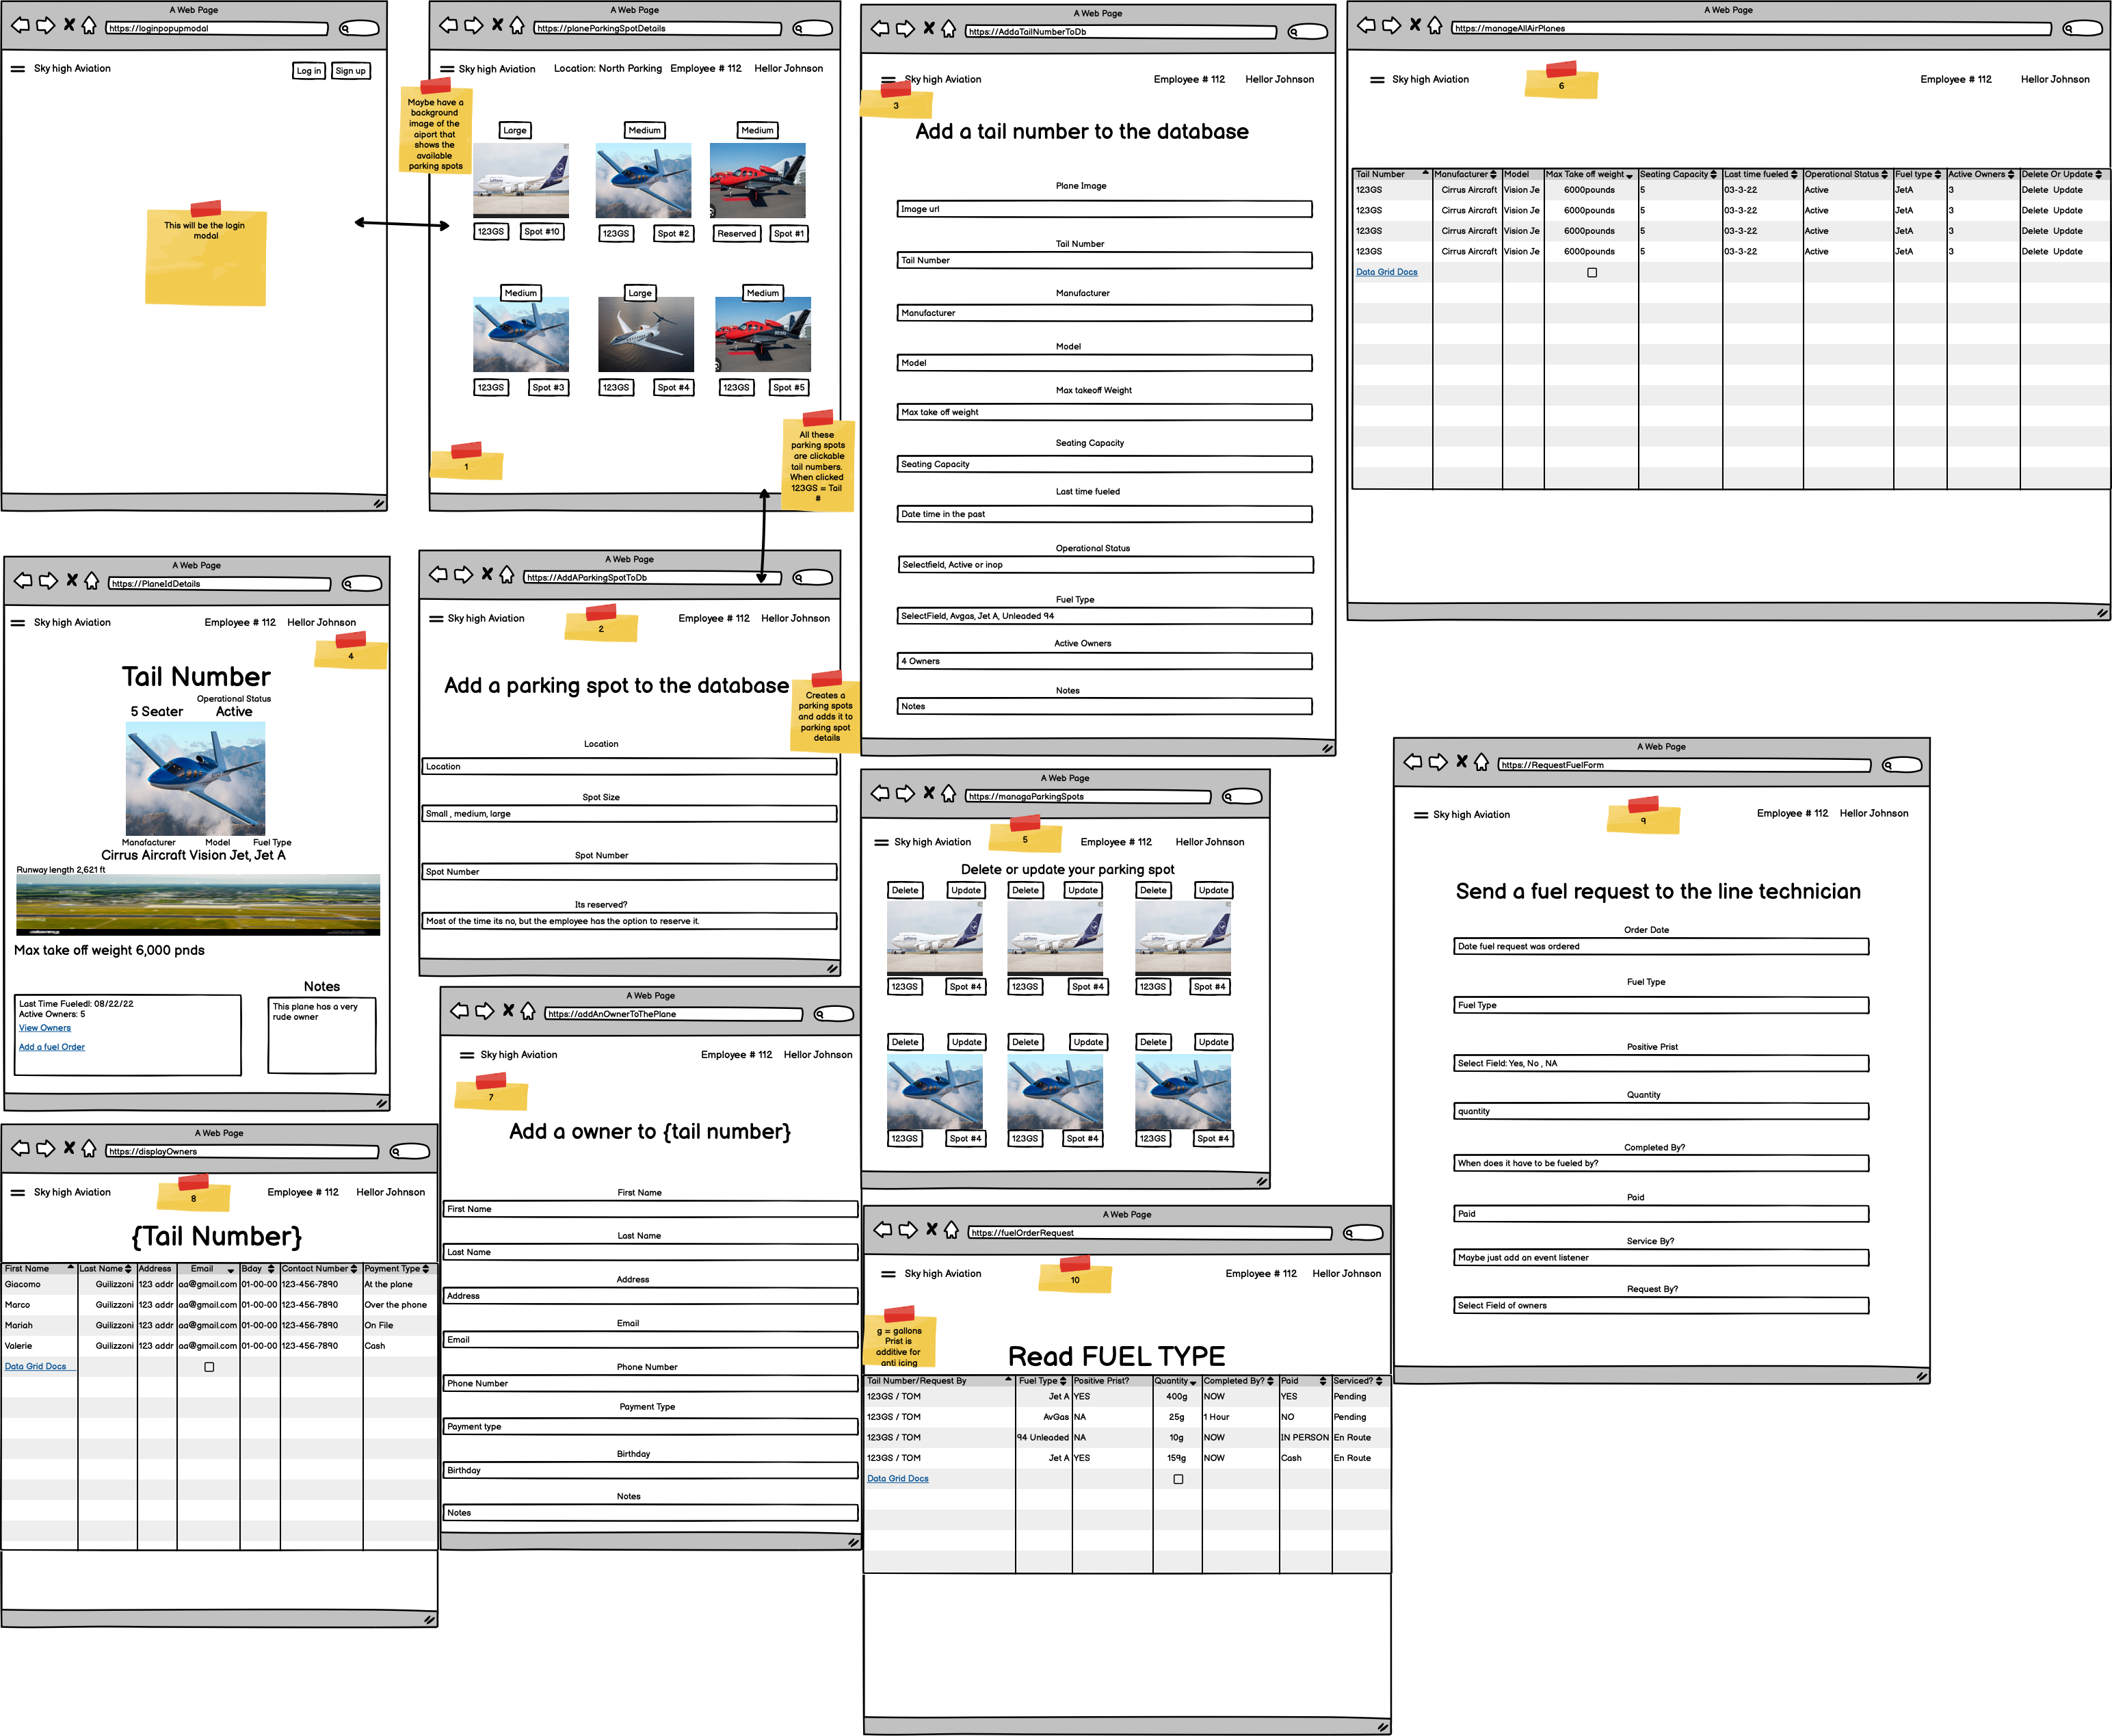 A Web Page
https://loginpopupmodal
Sky high Aviation
Log in
Sign up
This will be the login
modal
A Web Page
https://planeParkingSpotDetails
Sky high Aviation
Location: North Parking
Employee # 112
Hellor Johnson
Maybe have a
background
image of the
aiport that
shows the
available
parking spots
Large
Medium
Medium
123GS
Spot #10
123GS
Spot #2
Reserved
Spot #1
Medium
Large
Medium
123GS
Spot #3
123GS
Spot #4
123GS
Spot #5
1
All these
parking spots
are clickable
tail numbers.
When clicked
123GS = Tail
#
A Web Page
https://AddaTailNumberToDb
Sky high Aviation
Employee # 112
Hellor Johnson
3
Add a tail number to the database
Plane Image
Image url
Tail Number
Tail Number
Manufacturer
Manufacturer
Model
Model
Max takeoff Weight
Max take off weight
Seating Capacity
Seating Capacity
Last time fueled
Date time in the past
Operational Status
Selectfield, Active or inop
Fuel Type
SelectField, Avgas, Jet A, Unleaded 94
Active Owners
4 Owners
Notes
Notes
A Web Page
https://manageAllAirPlanes
Sky high Aviation
6
Employee # 112
Hellor Johnson
Tail Number Manufacturer Model Max Take off weight Seating Capacity Last time fueled Operational Status Fuel type Active Owners Delete Or Update
123GS Cirrus Aircraft Vision Je 6000pounds 5 03-3-22 Active JetA 3 Delete Update
123GS Cirrus Aircraft Vision Je 6000pounds 5 03-3-22 Active JetA 3 Delete Update
123GS Cirrus Aircraft Vision Je 6000pounds 5 03-3-22 Active JetA 3 Delete Update
123GS Cirrus Aircraft Vision Je 6000pounds 5 03-3-22 Active JetA 3 Delete Update
Data Grid Docs
A Web Page
https://PlaneIdDetails
Sky high Aviation
Employee # 112
Hellor Johnson
4
Tail Number
Operational Status
5 Seater
Active
Manafacturer
Model
Fuel Type
Cirrus Aircraft Vision Jet, Jet A
Runway length 2,621 ft
Max take off weight 6,000 pnds
Notes
Last Time Fueledl: 08/22/22
Active Owners: 5
View Owners
Add a fuel Order
This plane has a very
rude owner
A Web Page
https://AddAParkingSpotToDb
Sky high Aviation
2
Employee # 112
Hellor Johnson
Add a parking spot to the database
Creates a
parking spots
and adds it to
parking spot
details
Location
Location
Spot Size
Small , medium, large
Spot Number
Spot Number
Its reserved?
Most of the time its no, but the employee has the option to reserve it.
A Web Page
https://managaParkingSpots
Sky high Aviation
5
Employee # 112
Hellor Johnson
Delete or update your parking spot
Delete
Update
Delete
Update
Delete
Update
123GS
Spot #4
123GS
Spot #4
123GS
Spot #4
Delete
Update
Delete
Update
Delete
Update
123GS
Spot #4
123GS
Spot #4
123GS
Spot #4
A Web Page
https://RequestFuelForm
Sky high Aviation
9
Employee # 112
Hellor Johnson
Send a fuel request to the line technician
Order Date
Date fuel request was ordered
Fuel Type
Fuel Type
Positive Prist
Select Field: Yes, No , NA
Quantity
quantity
Completed By?
When does it have to be fueled by?
Paid
Paid
Service By?
Maybe just add an event listener
Request By?
Select Field of owners
A Web Page
https://displayOwners
Sky high Aviation
8
Employee # 112
Hellor Johnson
{Tail Number}
First Name Last Name Address Email Bday Contact Number Payment Type
Giacomo Guilizzoni 123 addr aa@gmail.com 01-00-00 123-456-7890 At the plane
Marco Guilizzoni 123 addr aa@gmail.com 01-00-00 123-456-7890 Over the phone
Mariah Guilizzoni 123 addr aa@gmail.com 01-00-00 123-456-7890 On File
Valerie Guilizzoni 123 addr aa@gmail.com 01-00-00 123-456-7890 Cash
Data Grid Docs
A Web Page
https://addAnOwnerToThePlane
Sky high Aviation
Employee # 112
Hellor Johnson
7
Add a owner to {tail number}
First Name
First Name
Last Name
Last Name
Address
Address
Email
Email
Phone Number
Phone Number
Payment Type
Payment type
Birthday
Birthday
Notes
Notes
A Web Page
https://fuelOrderRequest
Sky high Aviation
10
Employee # 112
Hellor Johnson
g = gallons
Prist is
additive for
anti icing
Read FUEL TYPE
Tail Number/Request By Fuel Type Positive Prist? Quantity Completed By? Paid Serviced?
123GS / TOM Jet A YES 400g NOW YES Pending
123GS / TOM AvGas NA 25g 1 Hour NO Pending
123GS / TOM 94 Unleaded NA 10g NOW IN PERSON En Route
123GS / TOM Jet A YES 159g NOW Cash En Route
Data Grid Docs